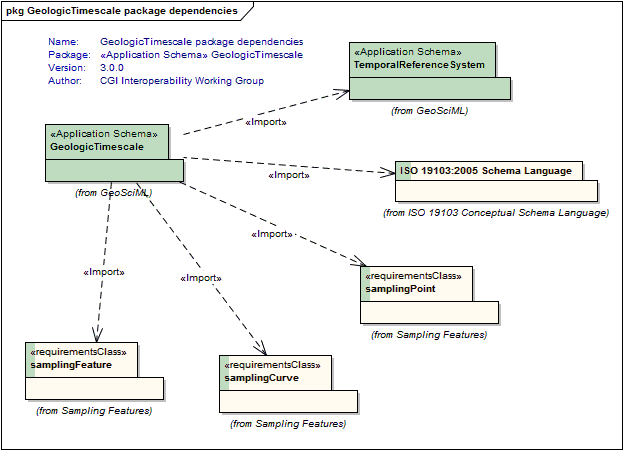 pkg GeologicTimescale package dependencies
Name: GeologicTimescale package dependencies
Package: «Application Schema» GeologicTimescale
Version: 3.0.0
Author: CGI Interoperability Working Group
«Application Schema»
TemporalReferenceSystem
(from GeoSciML)
«Import»
«Application Schema»
GeologicTimescale
(from GeoSciML)
«Import»
ISO 19103:2005 Schema Language
(from ISO 19103 Conceptual Schema Language)
«Import»
«requirementsClass»
samplingPoint
(from Sampling Features)
«Import»
«Import»
«requirementsClass»
samplingFeature
(from Sampling Features)
«requirementsClass»
samplingCurve
(from Sampling Features)